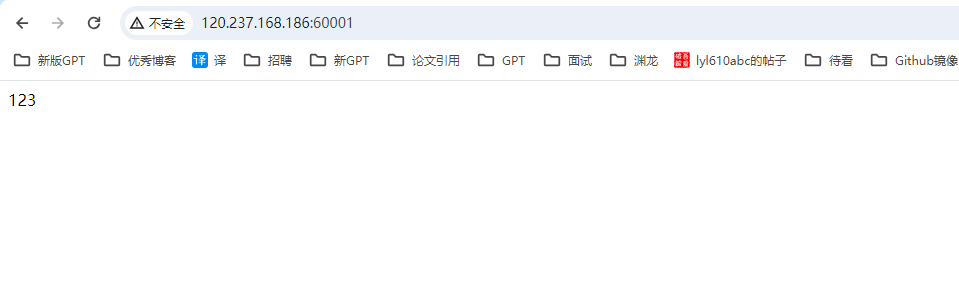 不安全 120.237.168.186:60001
新版GPT 优秀博客 译 译 招聘 新GPT 论文引用 GPT 面试 渊龙 lyl610abc的帖子 待看 Github镜像
123